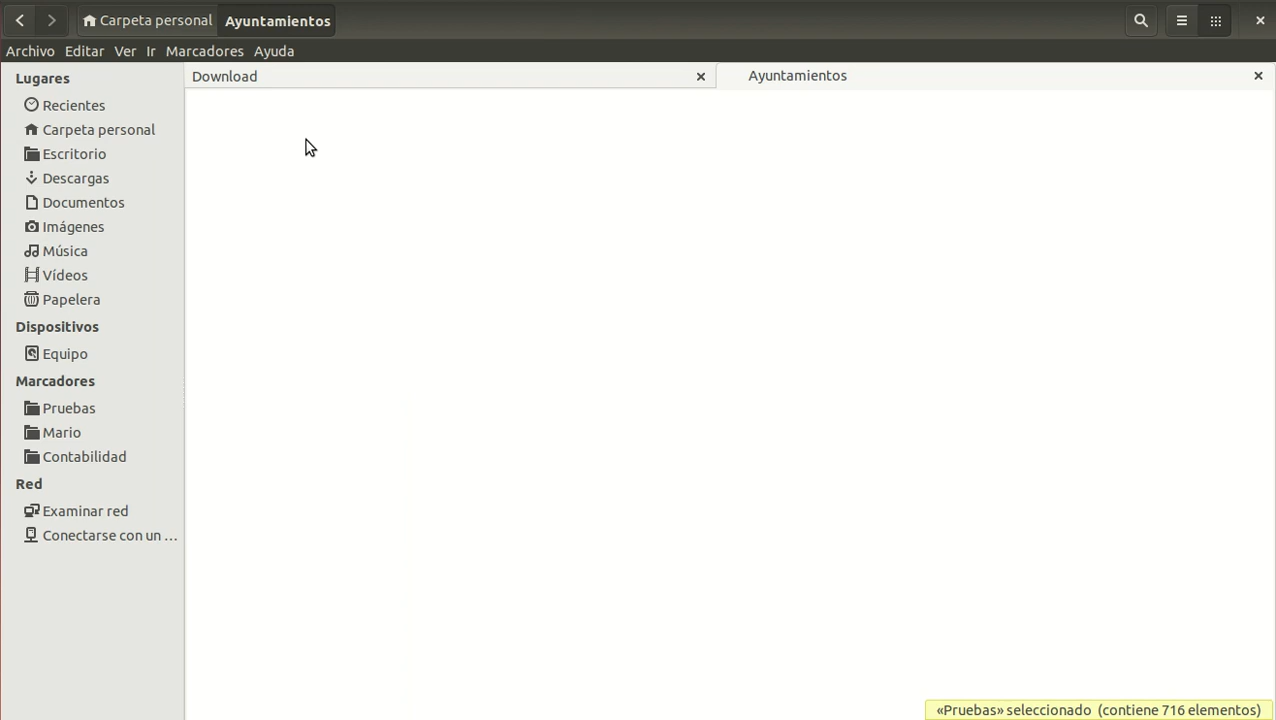 Carpeta personal Ayuntamientos
Archivo Editar Ver Ir Marcadores Ayuda
Lugares
Recientes
Carpeta personal
Escritorio
Descargas
Documentos
Imágenes
Música
Vídeos
Papelera
Dispositivos
Equipo
Marcadores
Pruebas
Mario
Contabilidad
Red
Examinar red
Conectarse con un ...
Download
Ayuntamientos
«Pruebas» seleccionado (contiene 716 elementos)